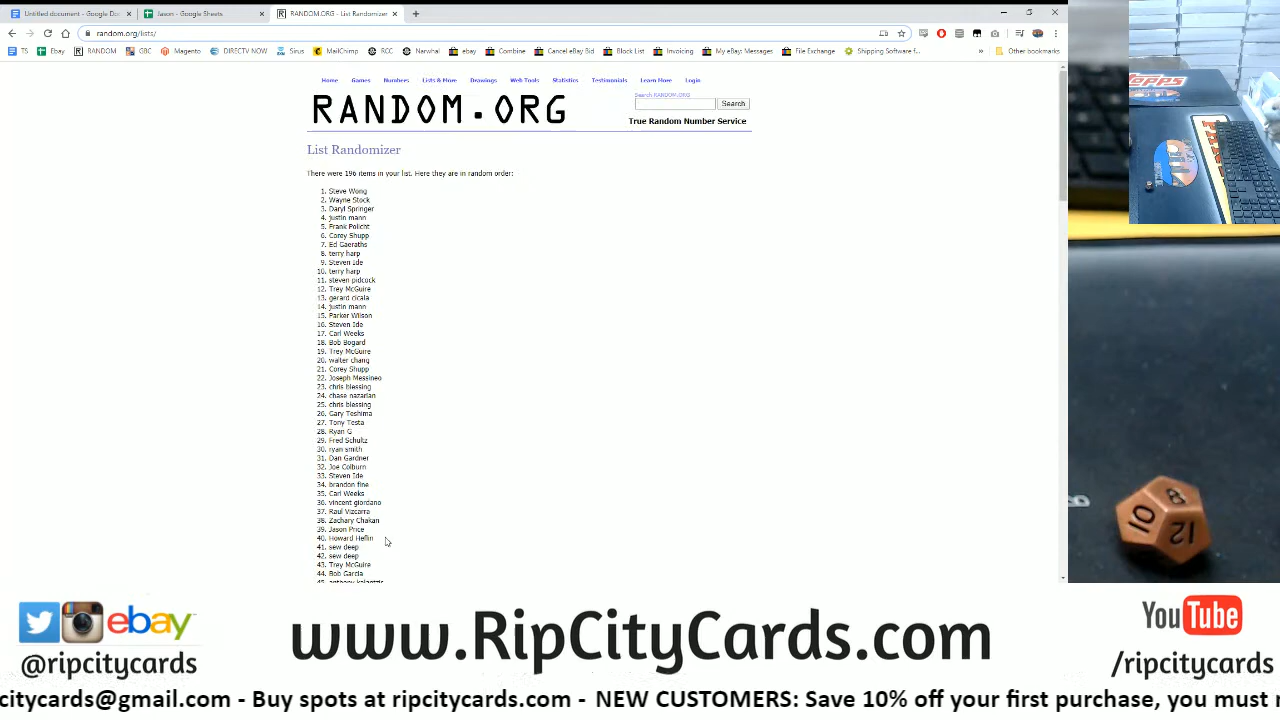 Untitled document - Google Doc
Jason - Google Sheets
RANDOM.ORG - List Randomizer
random.org/lists/
TS Ebay RANDOM GBC Magento DIRECTV NOW Sirus MailChimp RCC Narwhal ebay Combine Cancel eBay Bid Block List Invoicing My eBay: Messages File Exchange Shipping Software f... » Other bookmarks
Home Games Numbers Lists & More Drawings Web Tools Statistics Testimonials Learn More Login
RANDOM.ORG
Search RANDOM.ORG
Search
True Random Number Service
List Randomizer
There were 196 items in your list. Here they are in random order:
1. Steve Wong
2. Wayne Stock
3. Daryl Springer
4. justin mann
5. Frank Policht
6. Corey Shupp
7. Ed Gaeraths
8. terry harp
9. Steven Ide
10. terry harp
11. steven pidcock
12. Trey McGuire
13. gerard cicala
14. justin mann
15. Parker Wilson
16. Steven Ide
17. Carl Weeks
18. Bob Bogard
19. Trey McGuire
20. walter chang
21. Corey Shupp
22. Joseph Messineo
23. chris blessing
24. chase nazarian
25. chris blessing
26. Gary Teshima
27. Tony Testa
28. Ryan G
29. Fred Schultz
30. ryan smith
31. Dan Gardner
32. Joe Colburn
33. Steven Ide
34. brandon fine
35. Carl Weeks
36. vincent giordano
37. Raul Vizcarra
38. Zachary Chakan
39. Jason Price
40. Howard Heflin
41. sew deep
42. sew deep
43. Trey McGuire
44. Bob Garcia
topps
8
10
12
ebay
@ripcitycards
www.RipCityCards.com
YouTube
/ripcitycards
citycards@gmail.com - Buy spots at ripcitycards.com - NEW CUSTOMERS: Save 10% off your first purchase, you must